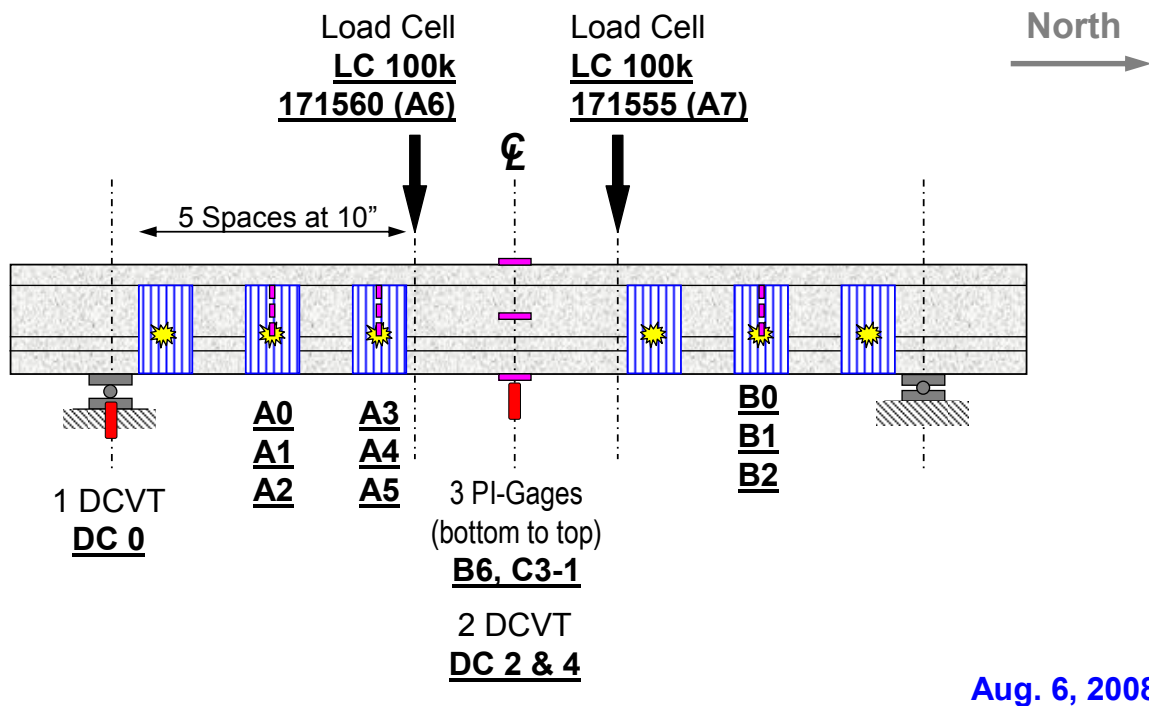 North
Load Cell
LC 100k
171560 (A6)
Load Cell
LC 100k
171555 (A7)
℄
5 Spaces at 10”
A0
A1
A2
A3
A4
A5
B0
B1
B2
1 DCVT
DC 0
3 PI-Gages
(bottom to top)
B6, C3-1
2 DCVT
DC 2 & 4
Aug. 6, 2008